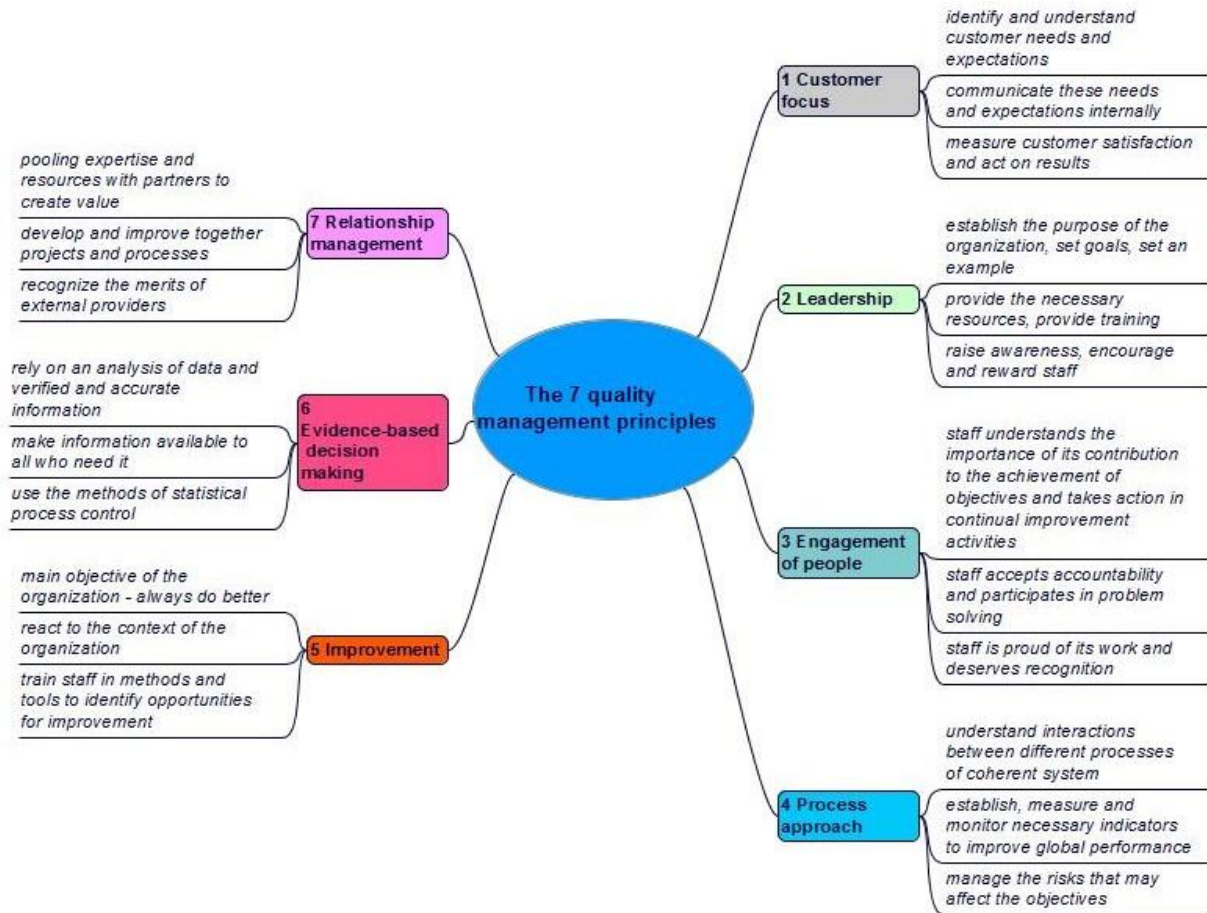 The 7 quality
management principles
1 Customer
focus
identify and understand
customer needs and
expectations
communicate these needs
and expectations internally
measure customer satisfaction
and act on results
2 Leadership
establish the purpose of the
organization, set goals, set an
example
provide the necessary
resources, provide training
raise awareness, encourage
and reward staff
3 Engagement
of people
staff understands the
importance of its contribution
to the achievement of
objectives and takes action in
continual improvement
activities
staff accepts accountability
and participates in problem
solving
staff is proud of its work and
deserves recognition
4 Process
approach
understand interactions
between different processes
of coherent system
establish, measure and
monitor necessary indicators
to improve global performance
manage the risks that may
affect the objectives
5 Improvement
main objective of the
organization - always do better
react to the context of the
organization
train staff in methods and
tools to identify opportunities
for improvement
6
Evidence-based
decision
making
rely on an analysis of data and
verified and accurate
information
make information available to
all who need it
use the methods of statistical
process control
7 Relationship
management
pooling expertise and
resources with partners to
create value
develop and improve together
projects and processes
recognize the merits of
external providers